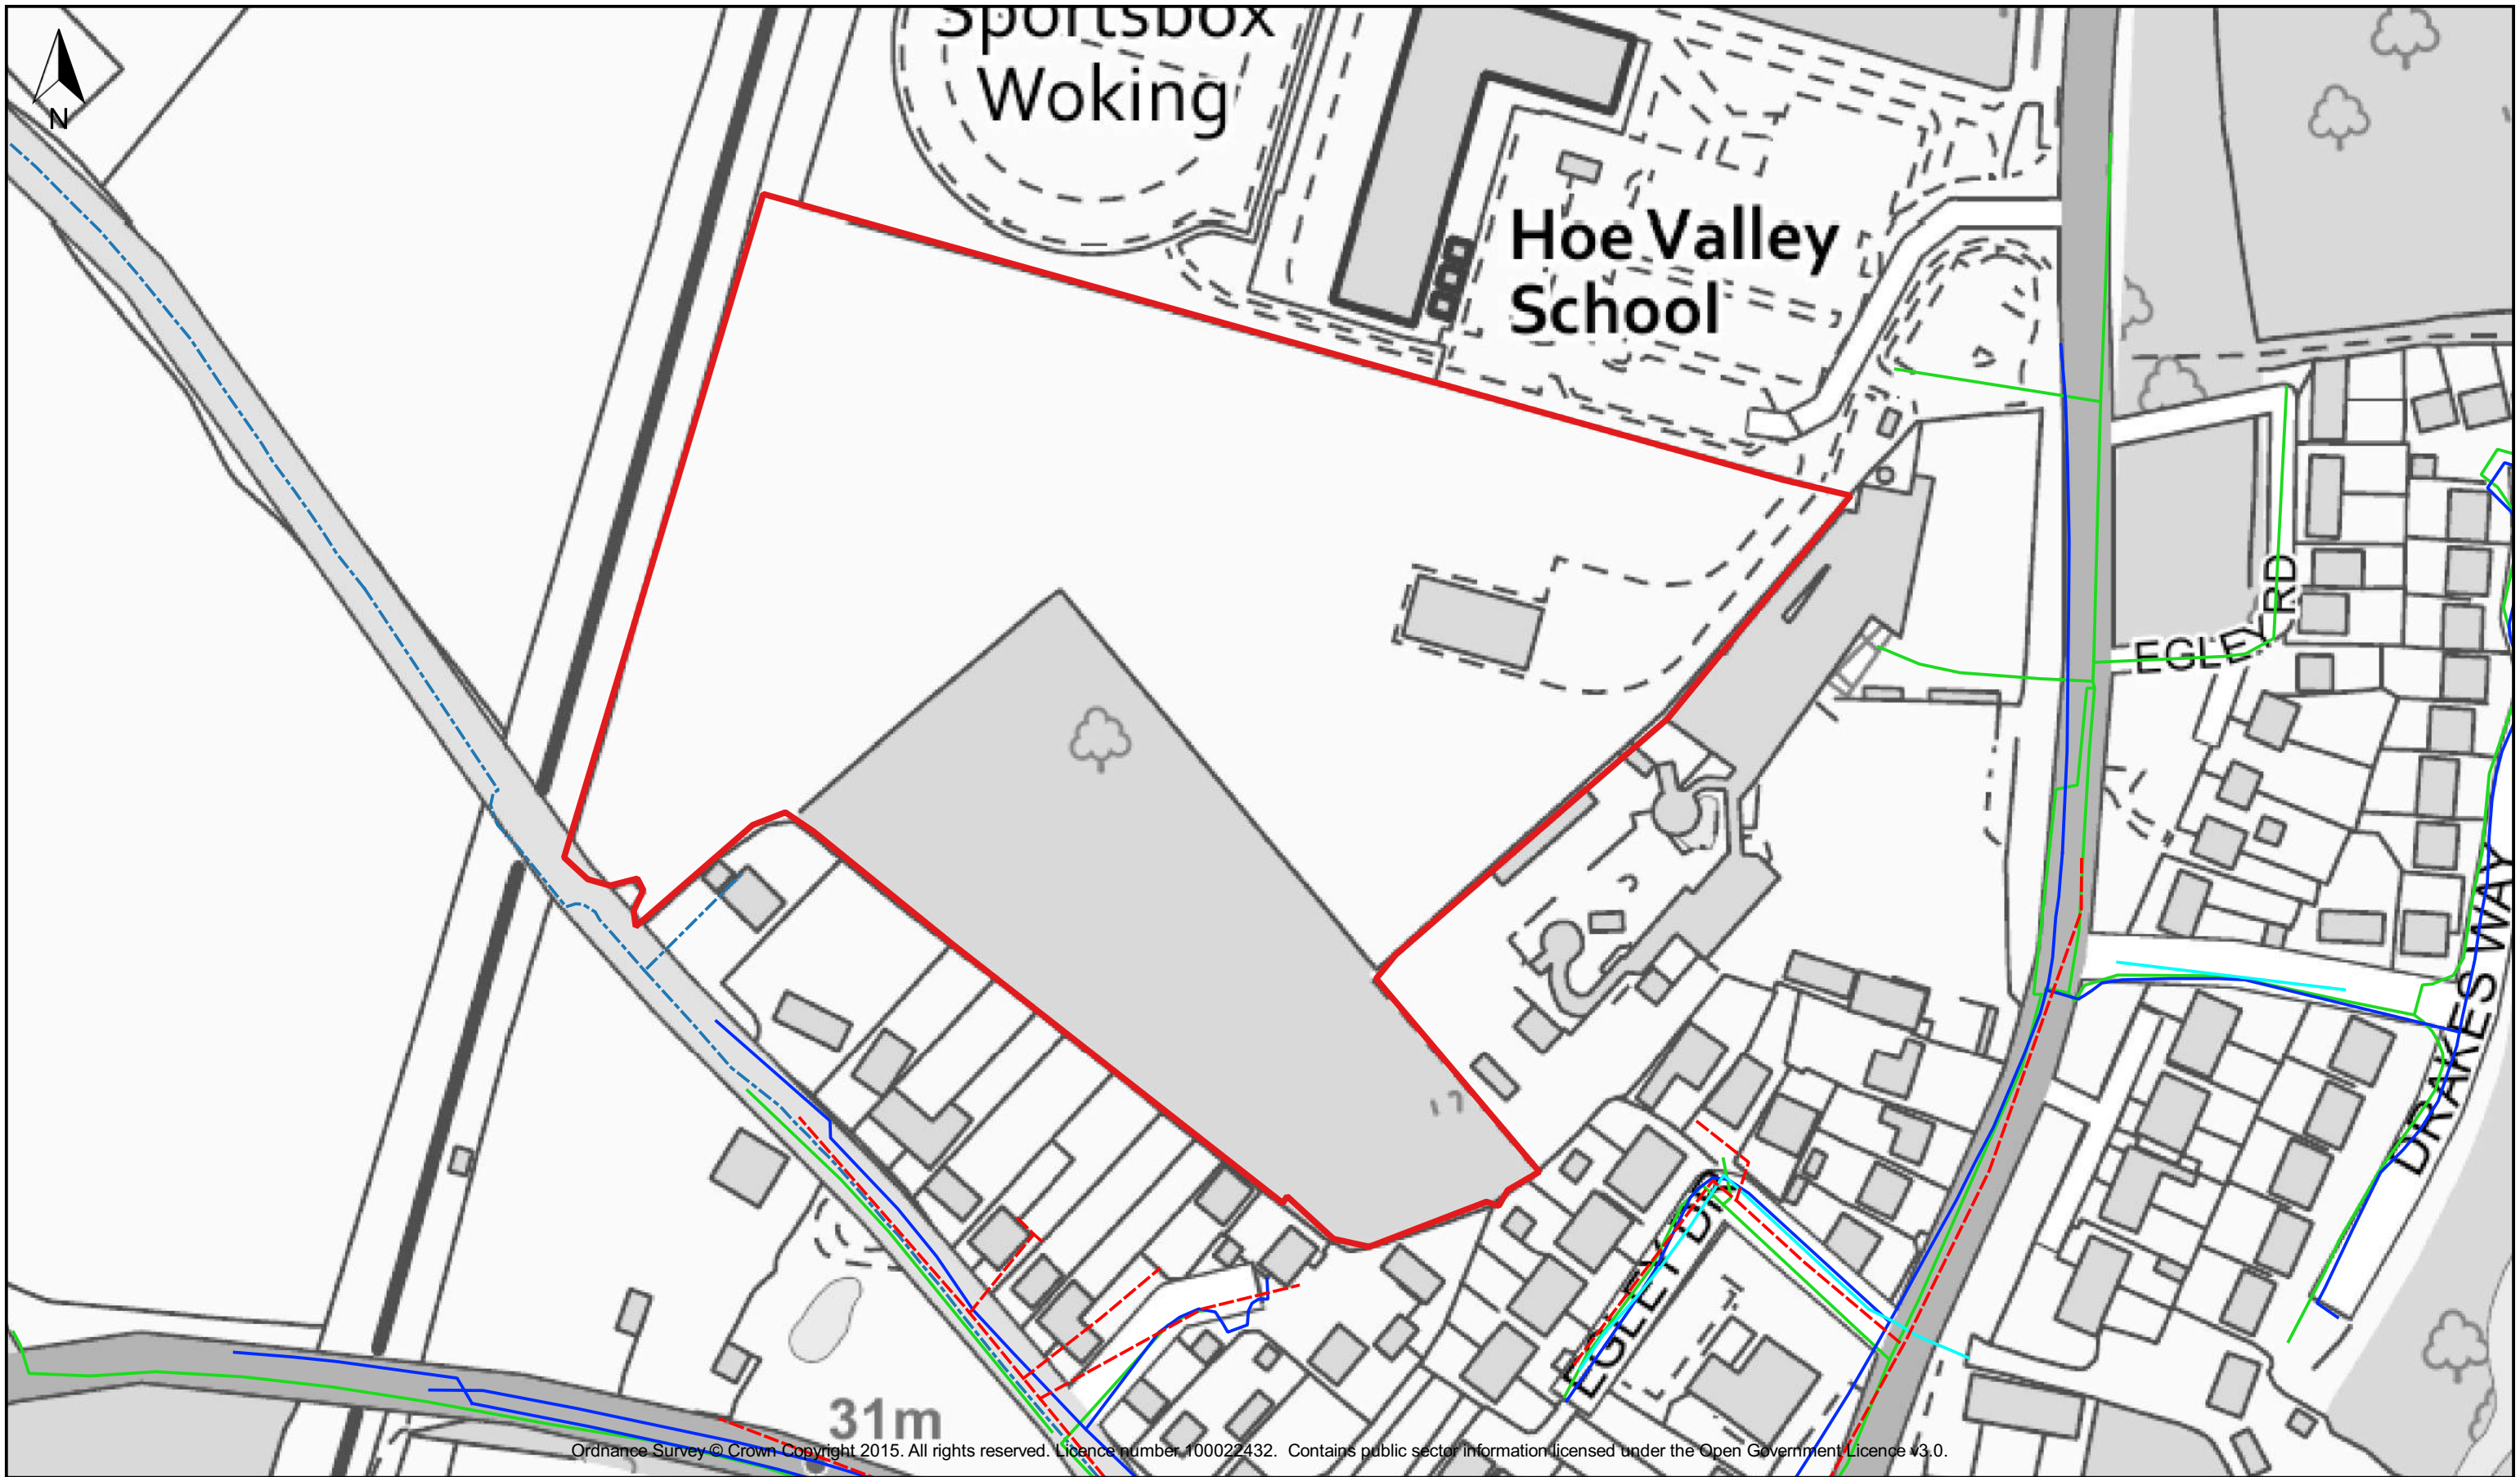 Sportsbox
Woking
N
Hoe Valley
School
EGLEY RD
DRAKES WAY
EGLEY DR
31m
Ordnance Survey © Crown Copyright 2015. All rights reserved. Licence number 100022432. Contains public sector information licensed under the Open Government Licence v3.0.